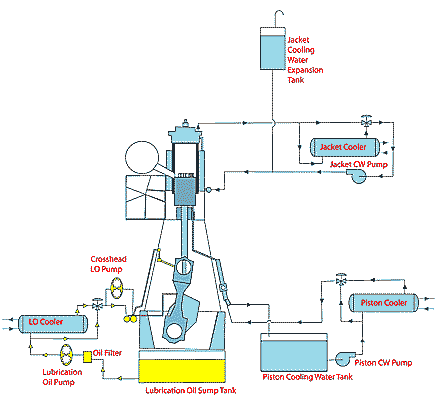 Jacket
Cooling
Water
Expansion
Tank
Jacket Cooler
Jacket CW Pump
Crosshead
LO Pump
LO Cooler
Piston Cooler
Oil Filter
Lubrication
Oil Pump
Lubrication Oil Sump Tank
Piston Cooling Water Tank
Piston CW Pump